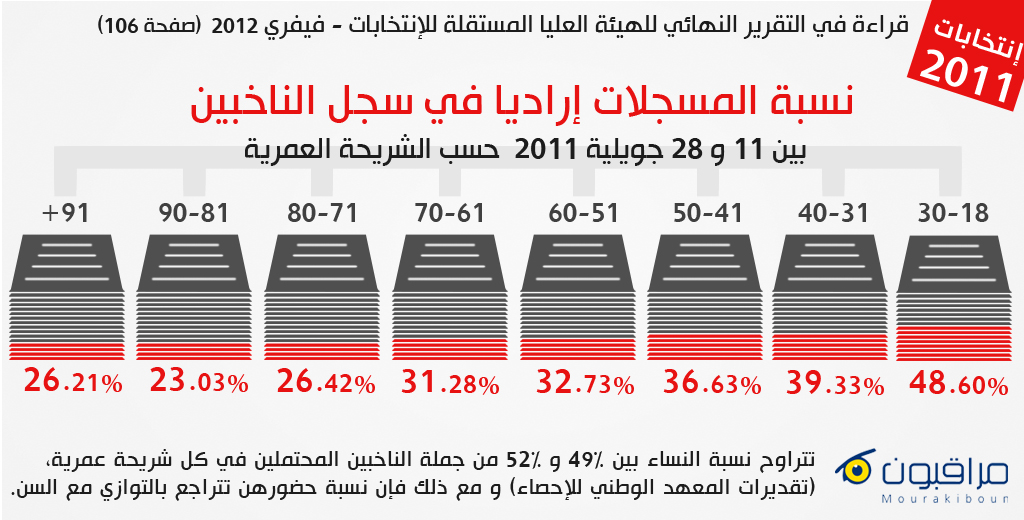 قراءة في التقرير النهائي للهيئة العليا المستقلة للإنتخابات - فيفري 2012 (صفحة 106)
إنتخابات
2011
نسبة المسجلات إراديا في سجل الناخبين
بين 11 و 28 جويلية 2011 حسب الشريحة العمرية
30-18 40-31 50-41 60-51 70-61 80-71 90-81 +91
48.60% 39.33% 36.63% 32.73% 31.28% 26.42% 23.03% 26.21%
تتراوح نسبة النساء بين 49% و 52% من جملة الناخبين المحتملين في كل شريحة عمرية،
(تقديرات المعهد الوطني للإحصاء) و مع ذلك فإن نسبة حضورهن تتراجع بالتوازي مع السن.
مراقبون
Mourakiboun